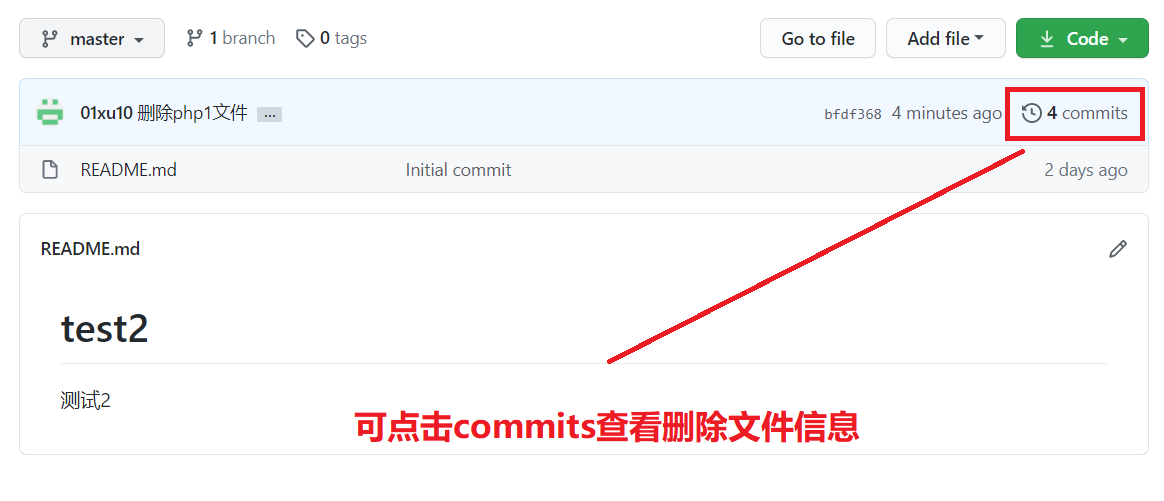 master 1 branch 0 tags Go to file Add file Code
01xu10 删除php1文件 ... bfdf368 4 minutes ago 4 commits
README.md Initial commit 2 days ago
README.md
test2
测试2
可点击commits查看删除文件信息